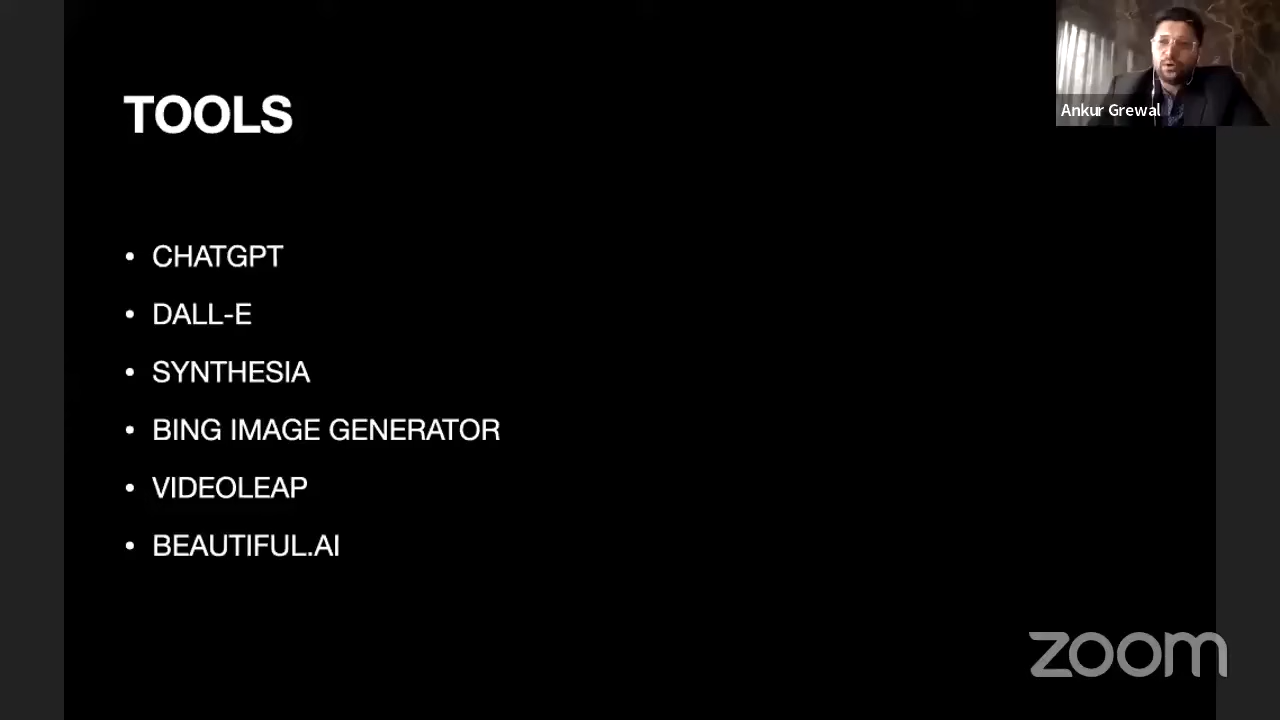 TOOLS
Ankur Grewal
• CHATGPT
• DALL-E
• SYNTHESIA
• BING IMAGE GENERATOR
• VIDEOLEAP
• BEAUTIFUL.AI
zoom